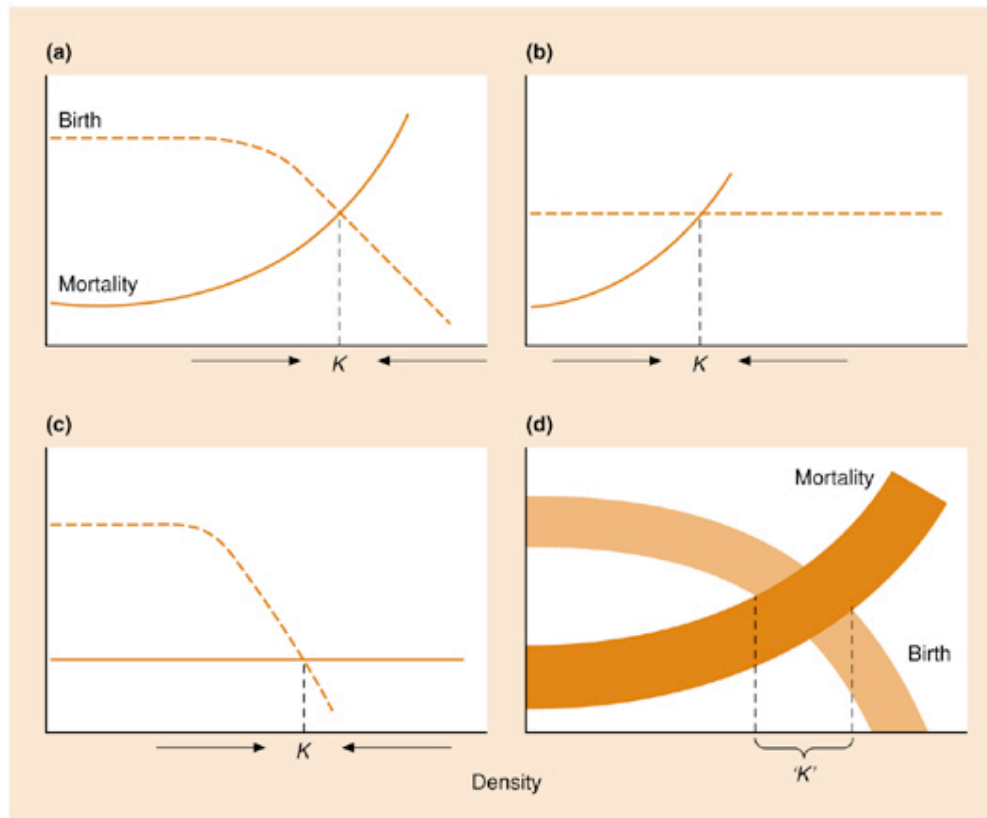 (a)
Birth
Mortality
K
(b)
K
(c)
K
(d)
Mortality
Birth
'K'
Density